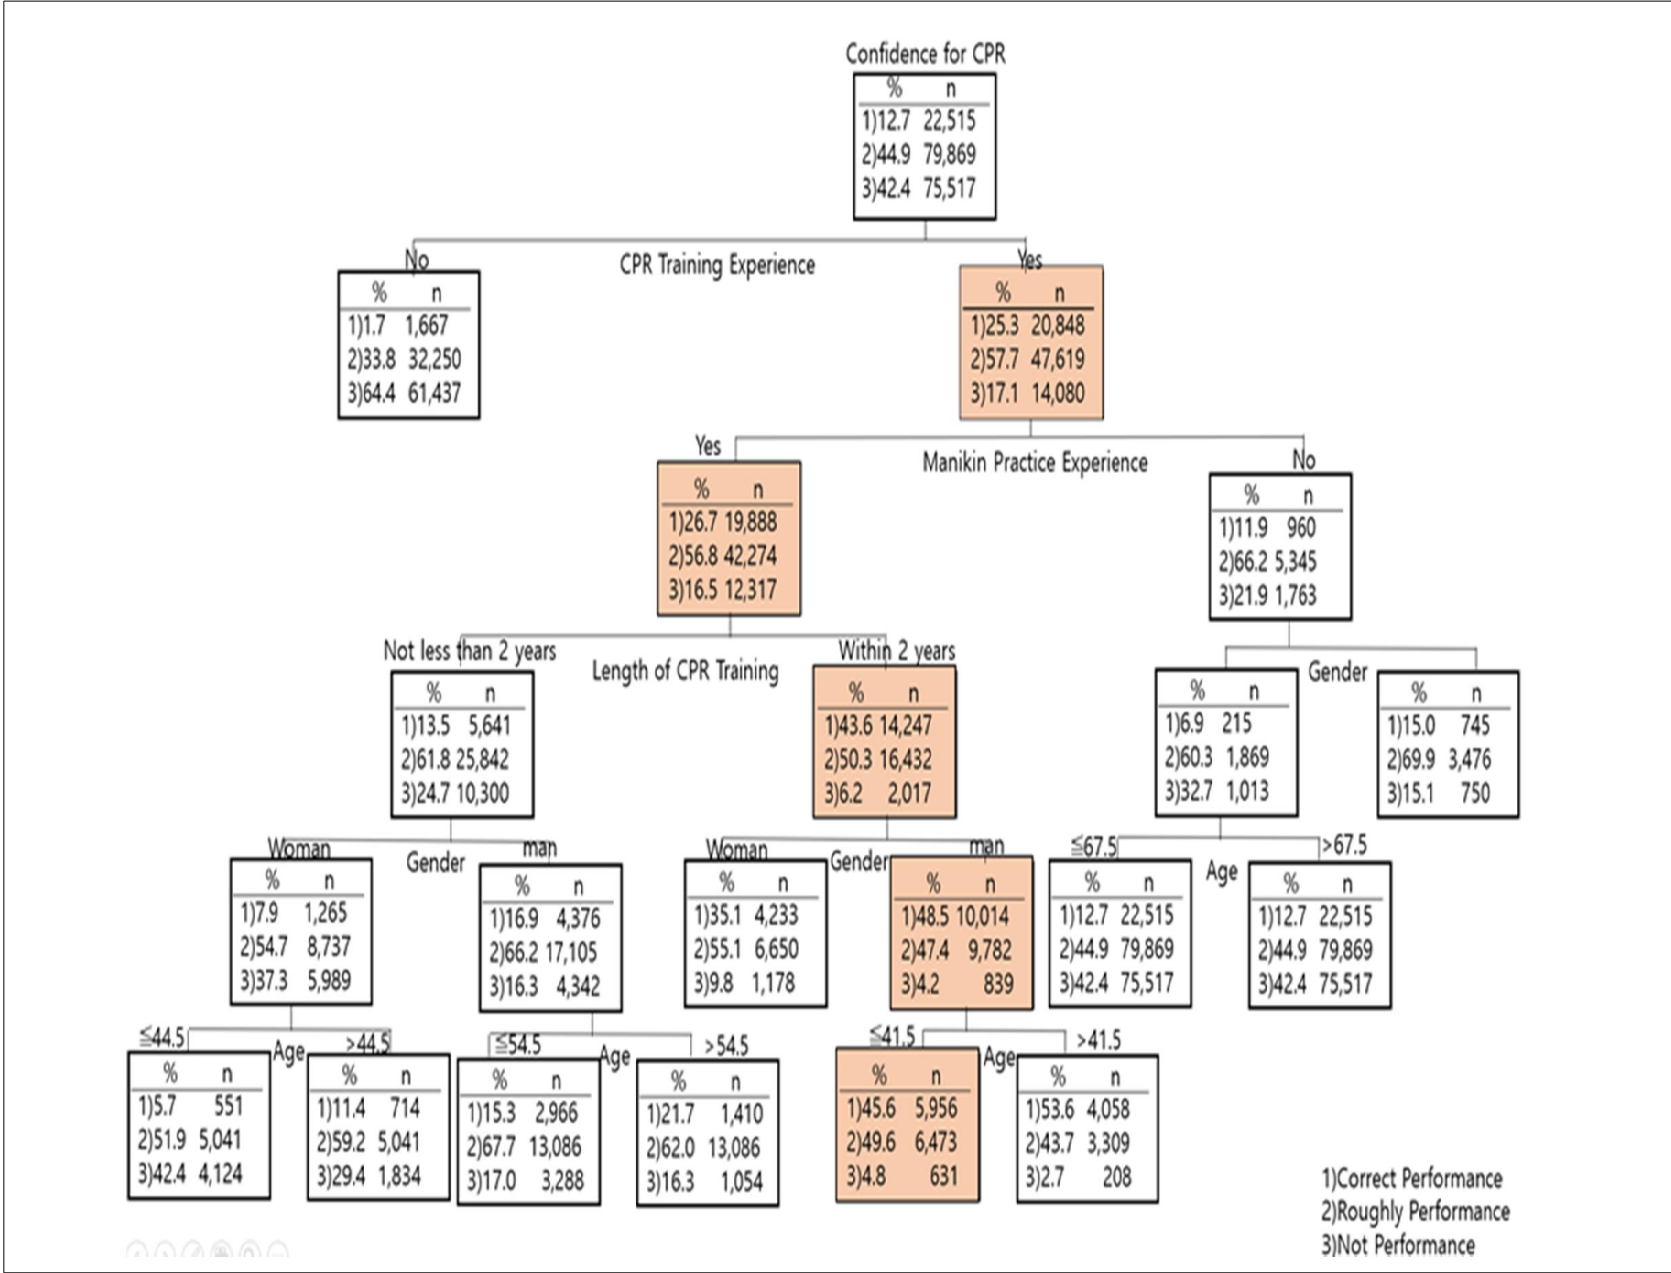 Confidence for CPR
% n
1)12.7 22,515
2)44.9 79,869
3)42.4 75,517
No
CPR Training Experience
Yes
% n
1)1.7 1,667
2)33.8 32,250
3)64.4 61,437
% n
1)25.3 20,848
2)57.7 47,619
3)17.1 14,080
Yes
Manikin Practice Experience
No
% n
1)26.7 19,888
2)56.8 42,274
3)16.5 12,317
% n
1)11.9 960
2)66.2 5,345
3)21.9 1,763
Not less than 2 years
Length of CPR Training
Within 2 years
Gender
% n
1)13.5 5,641
2)61.8 25,842
3)24.7 10,300
% n
1)43.6 14,247
2)50.3 16,432
3)6.2 2,017
% n
1)6.9 215
2)60.3 1,869
3)32.7 1,013
% n
1)15.0 745
2)69.9 3,476
3)15.1 750
Woman
Gender
man
Woman
Gender
man
≦67.5
Age
>67.5
% n
1)7.9 1,265
2)54.7 8,737
3)37.3 5,989
% n
1)16.9 4,376
2)66.2 17,105
3)16.3 4,342
% n
1)35.1 4,233
2)55.1 6,650
3)9.8 1,178
% n
1)48.5 10,014
2)47.4 9,782
3)4.2 839
% n
1)12.7 22,515
2)44.9 79,869
3)42.4 75,517
% n
1)12.7 22,515
2)44.9 79,869
3)42.4 75,517
≦44.5
Age
>44.5
≦54.5
Age
>54.5
≦41.5
Age
>41.5
% n
1)5.7 551
2)51.9 5,041
3)42.4 4,124
% n
1)11.4 714
2)59.2 5,041
3)29.4 1,834
% n
1)15.3 2,966
2)67.7 13,086
3)17.0 3,288
% n
1)21.7 1,410
2)62.0 13,086
3)16.3 1,054
% n
1)45.6 5,956
2)49.6 6,473
3)4.8 631
% n
1)53.6 4,058
2)43.7 3,309
3)2.7 208
1)Correct Performance
2)Roughly Performance
3)Not Performance